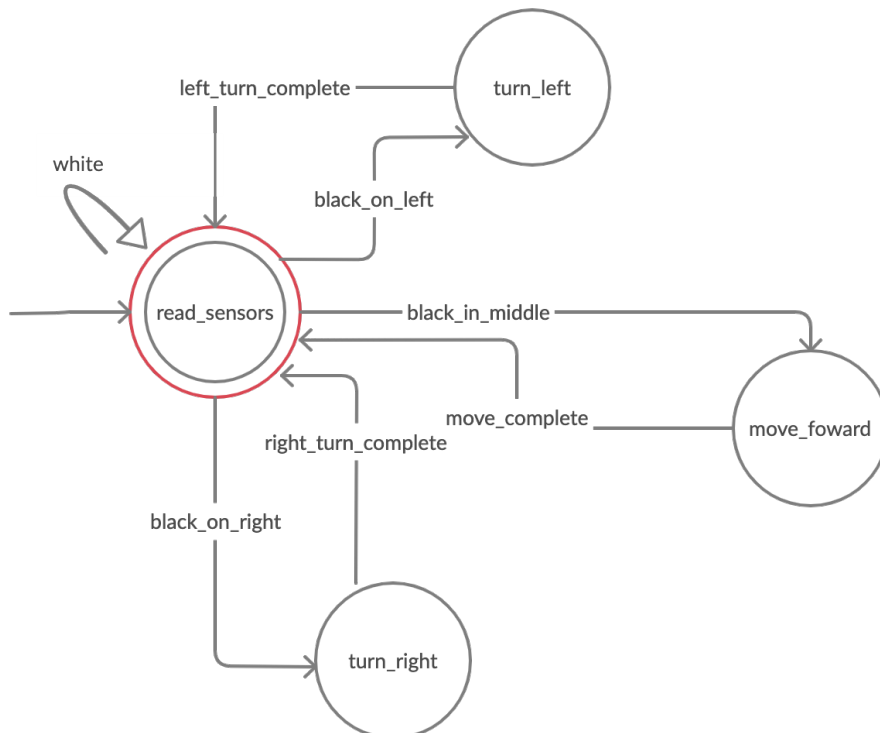 left_turn_complete
turn_left
white
black_on_left
read_sensors
black_in_middle
move_complete
move_foward
right_turn_complete
black_on_right
turn_right